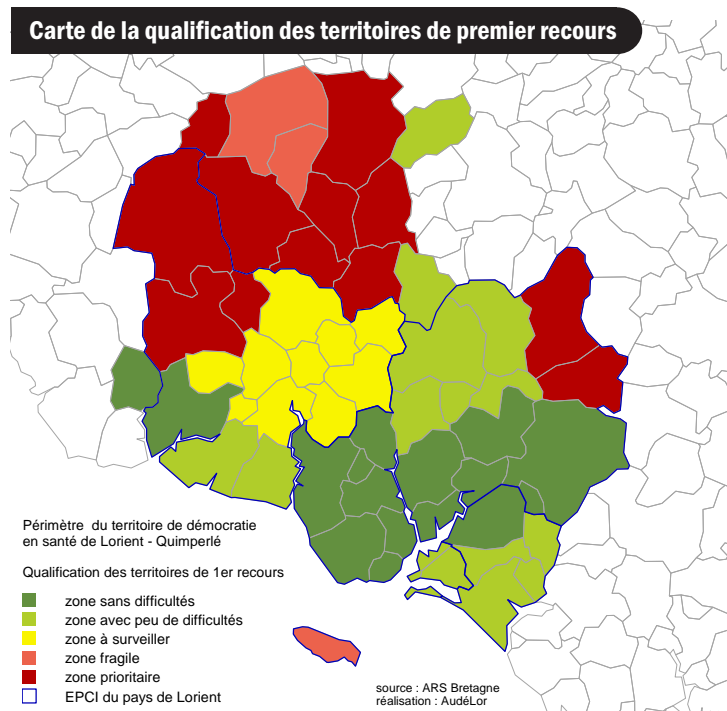 Carte de la qualification des territoires de premier recours
Périmètre du territoire de démocratie
en santé de Lorient - Quimperlé
Qualification des territoires de 1er recours
zone sans difficultés
zone avec peu de difficultés
zone à surveiller
zone fragile
zone prioritaire
EPCI du pays de Lorient
source : ARS Bretagne
réalisation : AudéLor